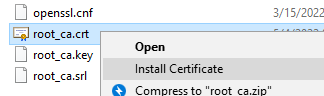 openssl.cnf 3/15/2022
root_ca.crt
root_ca.key
root_ca.srl
Open
Install Certificate
Compress to "root_ca.zip"